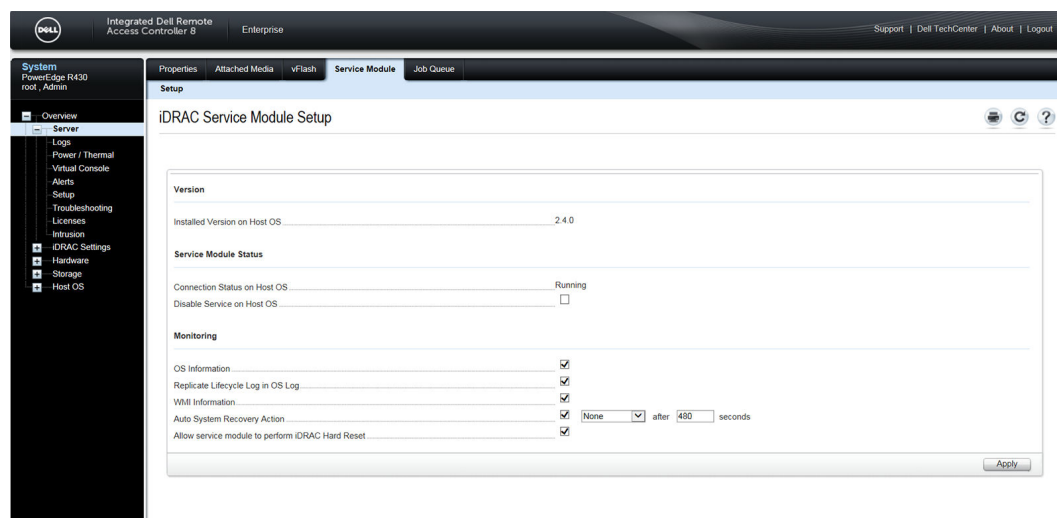 DELL
Integrated Dell Remote
Access Controller 8
Enterprise
Support | Dell TechCenter | About | Logout
System
PowerEdge R430
root , Admin
Properties Attached Media vFlash Service Module Job Queue
Setup
Overview
Server
Logs
Power / Thermal
Virtual Console
Alerts
Setup
Troubleshooting
Licenses
Intrusion
iDRAC Settings
Hardware
Storage
Host OS
iDRAC Service Module Setup
Version
Installed Version on Host OS 2.4.0
Service Module Status
Connection Status on Host OS Running
Disable Service on Host OS
Monitoring
OS Information
Replicate Lifecycle Log in OS Log
WMI Information
Auto System Recovery Action None after 480 seconds
Allow service module to perform iDRAC Hard Reset
Apply